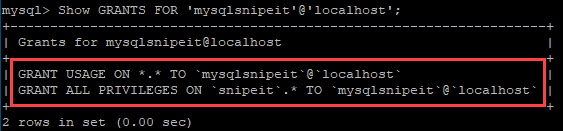 mysql> Show GRANTS FOR 'mysqlsnipeit'@'localhost';
+-----------------------------------------------------------------+
| Grants for mysqlsnipeit@localhost |
+-----------------------------------------------------------------+
| GRANT USAGE ON *.* TO `mysqlsnipeit`@`localhost` |
| GRANT ALL PRIVILEGES ON `snipeit`.* TO `mysqlsnipeit`@`localhost` |
+-----------------------------------------------------------------+
2 rows in set (0.00 sec)